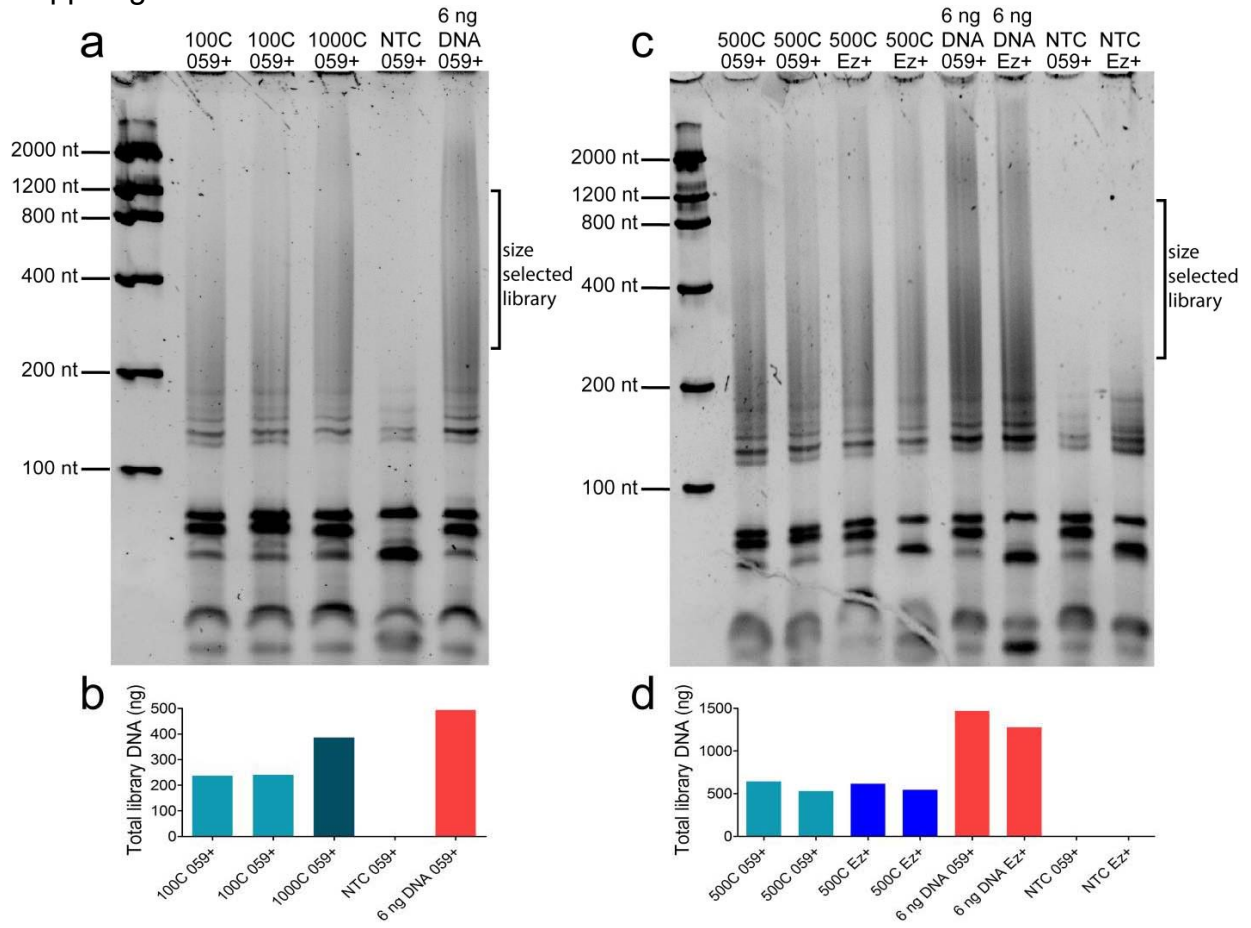 a
100C 059+
100C 059+
1000C 059+
NTC 059+
6 ng DNA 059+
2000 nt
1200 nt
800 nt
400 nt
200 nt
100 nt
size
selected
library
c
500C 059+
500C 059+
500C Ez+
500C Ez+
6 ng DNA 059+
6 ng DNA Ez+
NTC 059+
NTC Ez+
2000 nt
1200 nt
800 nt
400 nt
200 nt
100 nt
size
selected
library
b
Total library DNA (ng)
500
400
300
200
100
0
100C 059+
100C 059+
1000C 059+
NTC 059+
6 ng DNA 059+
d
Total library DNA (ng)
1500
1000
500
0
500C 059+
500C 059+
500C Ez+
500C Ez+
6 ng DNA 059+
6 ng DNA Ez+
NTC 059+
NTC Ez+